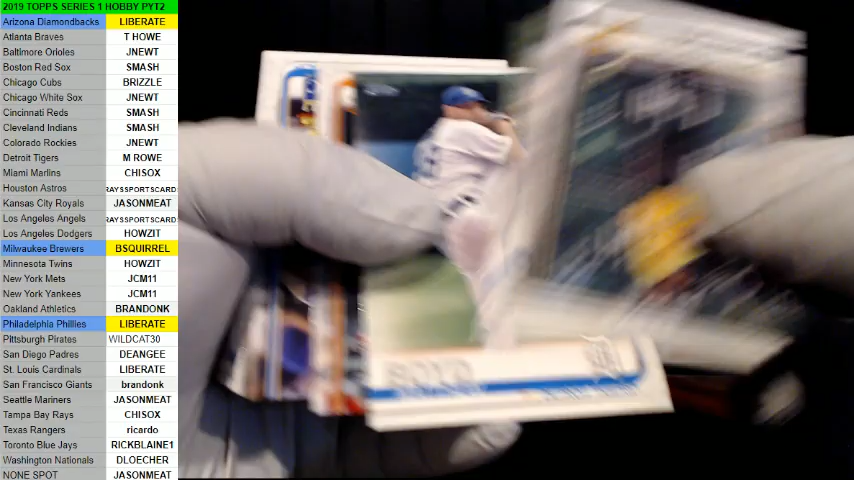 2019 TOPPS SERIES 1 HOBBY PYT2
Arizona Diamondbacks LIBERATE
Atlanta Braves T HOWE
Baltimore Orioles JNEWT
Boston Red Sox SMASH
Chicago Cubs BRIZZLE
Chicago White Sox JNEWT
Cincinnati Reds SMASH
Cleveland Indians SMASH
Colorado Rockies JNEWT
Detroit Tigers M ROWE
Miami Marlins CHISOX
Houston Astros RAYSSPORTSCARD
Kansas City Royals JASONMEAT
Los Angeles Angels RAYSSPORTSCARD
Los Angeles Dodgers HOWZIT
Milwaukee Brewers BSQUIRREL
Minnesota Twins HOWZIT
New York Mets JCM11
New York Yankees JCM11
Oakland Athletics BRANDONK
Philadelphia Phillies LIBERATE
Pittsburgh Pirates WILDCAT30
San Diego Padres DEANGEE
St. Louis Cardinals LIBERATE
San Francisco Giants brandonk
Seattle Mariners JASONMEAT
Tampa Bay Rays CHISOX
Texas Rangers ricardo
Toronto Blue Jays RICKBLAINE1
Washington Nationals DLOECHER
NONE SPOT JASONMEAT
BOYD